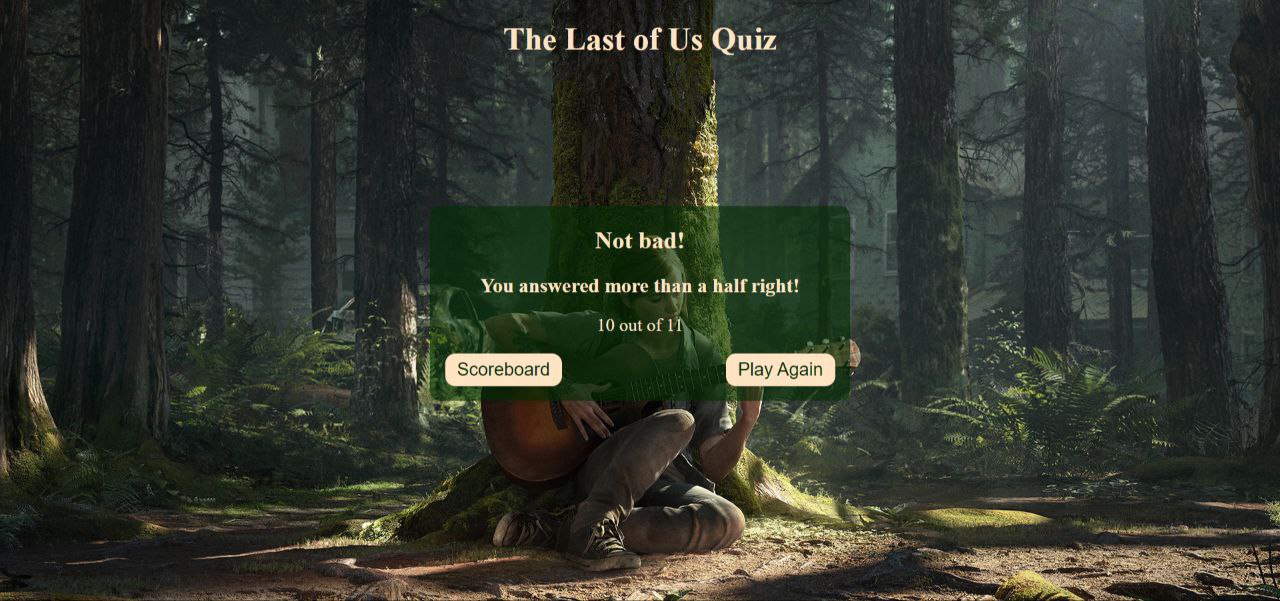 The Last of Us Quiz
Not bad!
You answered more than a half right!
10 out of 11
Scoreboard
Play Again